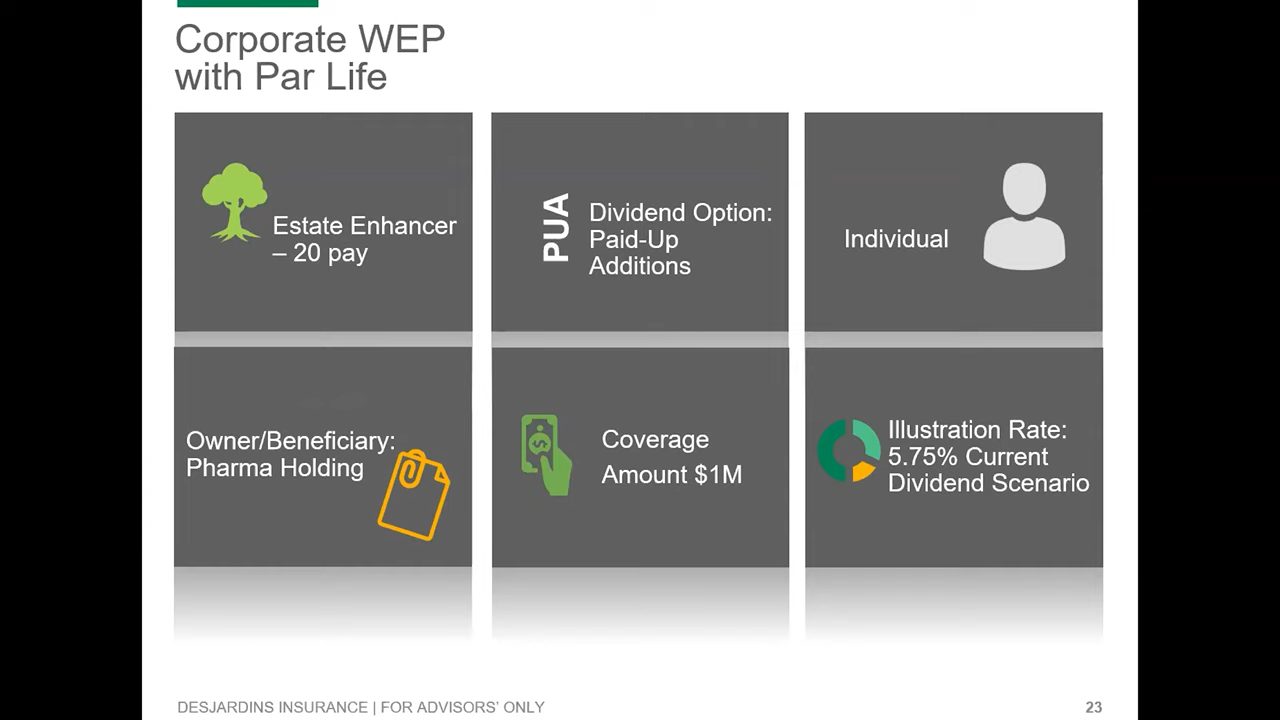 Corporate WEP
with Par Life
Estate Enhancer
– 20 pay
PUA
Dividend Option:
Paid-Up
Additions
Individual
Owner/Beneficiary:
Pharma Holding
Coverage
Amount $1M
Illustration Rate:
5.75% Current
Dividend Scenario
DESJARDINS INSURANCE | FOR ADVISORS’ ONLY
23